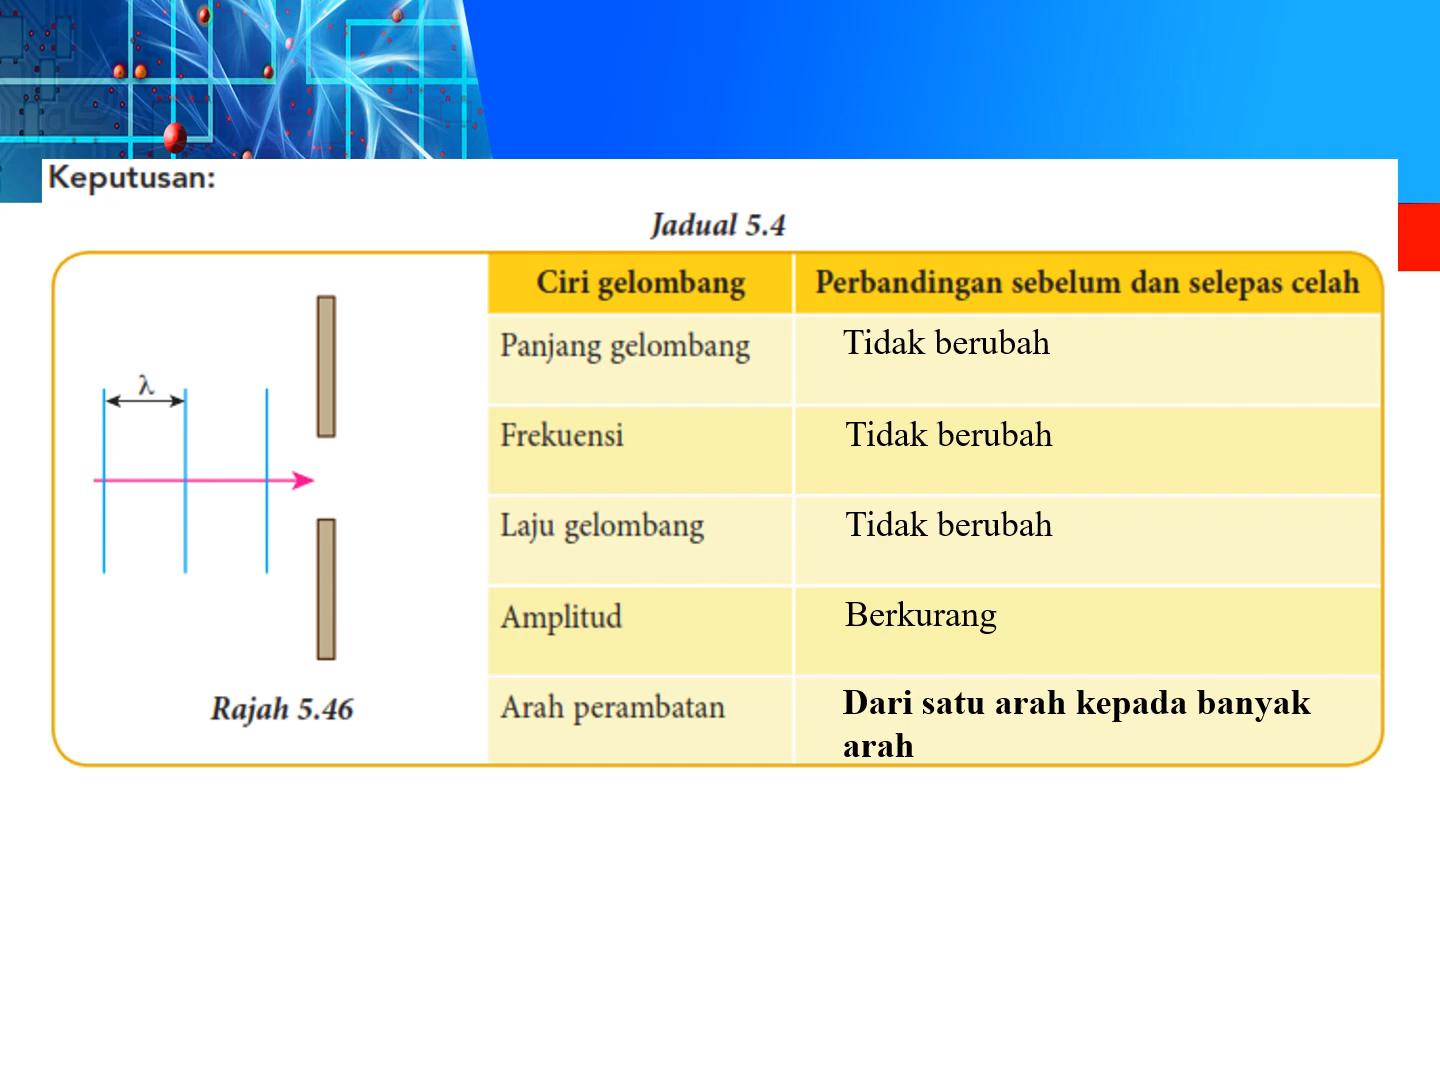 Keputusan:
Jadual 5.4
Ciri gelombang
Perbandingan sebelum dan selepas celah
Panjang gelombang
Tidak berubah
Frekuensi
Tidak berubah
Laju gelombang
Tidak berubah
Amplitud
Berkurang
Arah perambatan
Dari satu arah kepada banyak
arah
λ
Rajah 5.46